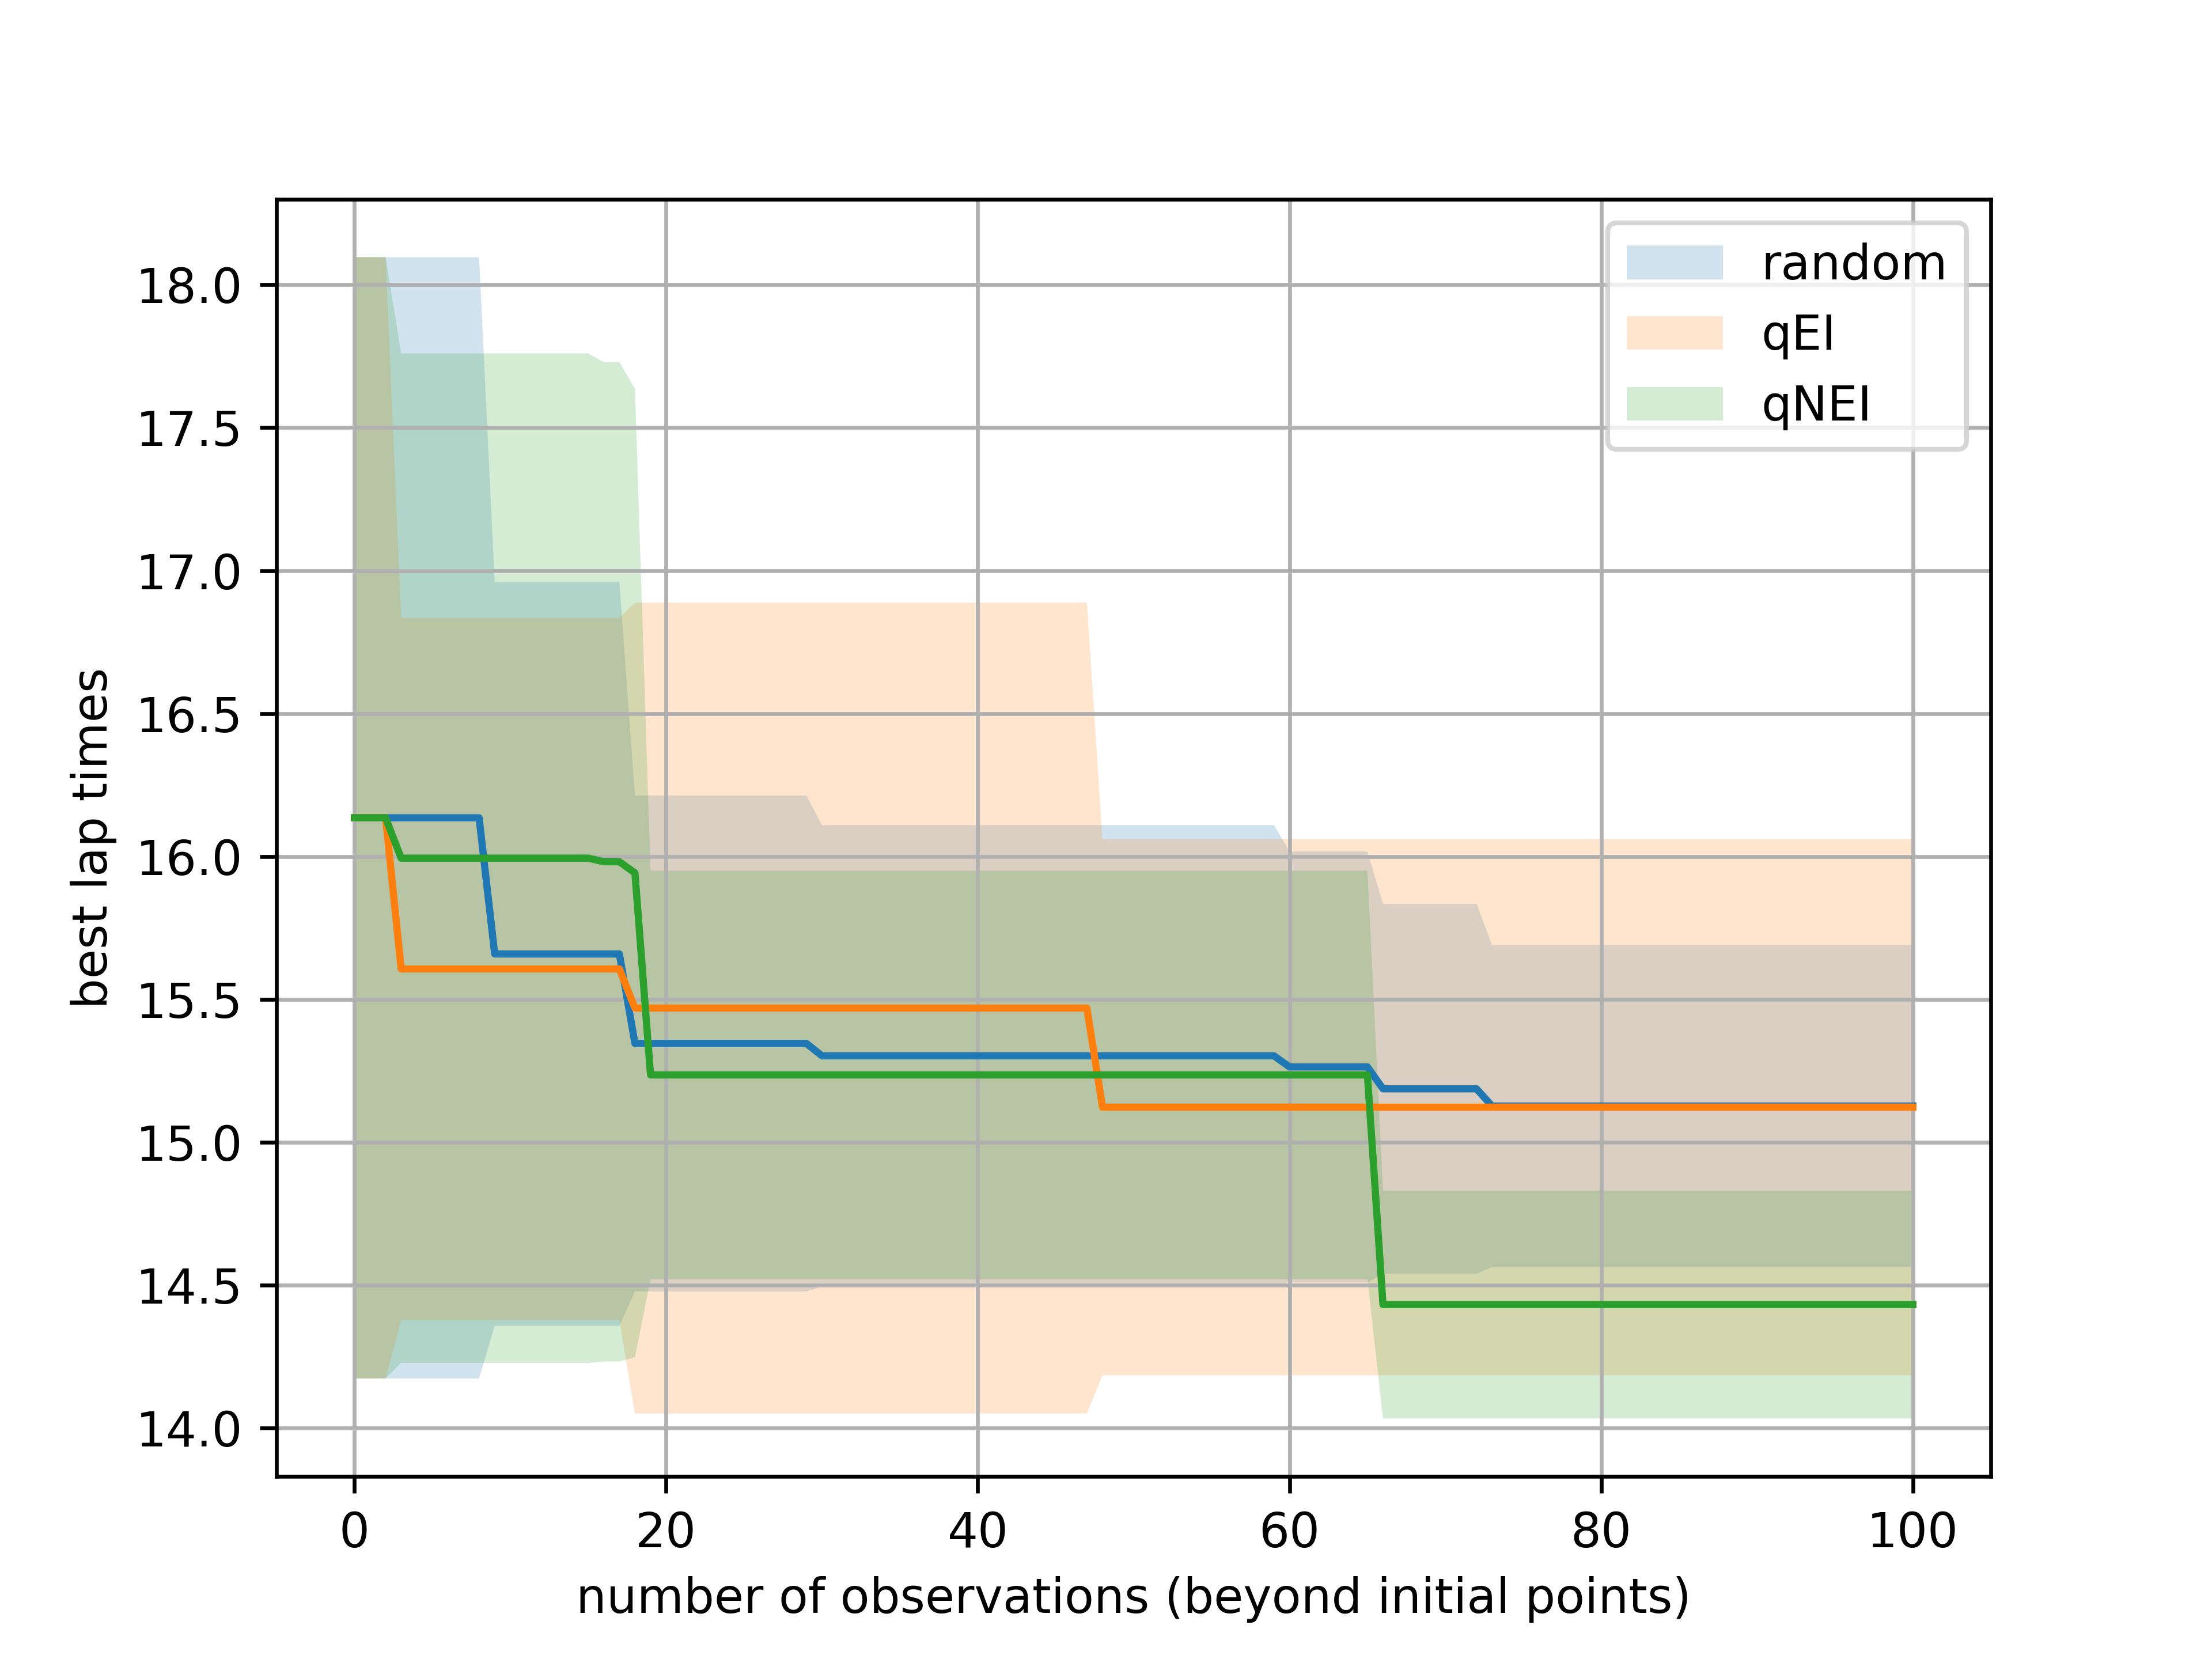 random
qEI
qNEI
18.0
17.5
17.0
16.5
16.0
15.5
15.0
14.5
14.0
best lap times
0 20 40 60 80 100
number of observations (beyond initial points)